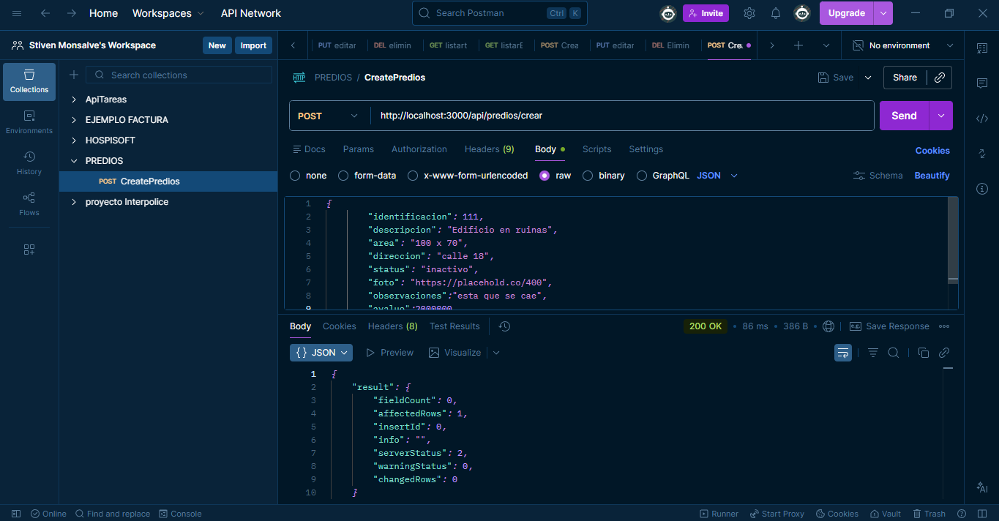 Home Workspaces API Network Search Postman Ctrl K Invite Upgrade
Stiven Monsalve's Workspace New Import PUT editar DEL elimin GET listart GET listarE POST Crea PUT editar DEL Elimin POST Cre No environment
Collections
Environments
History
Flows
Search collections
ApiTareas
EJEMPLO FACTURA
HOSPISOFT
PREDIOS
POST CreatePredios
proyecto Interpolice
HTTP PREDIOS / CreatePredios Save Share
POST http://localhost:3000/api/predios/crear Send
Docs Params Authorization Headers (9) Body Scripts Settings Cookies
none form-data x-www-form-urlencoded raw binary GraphQL JSON Schema Beautify
1 {
2 "identificacion": 111,
3 "descripcion": "Edificio en ruinas",
4 "area": "100 x 70",
5 "direccion": "calle 18",
6 "status": "inactivo",
7 "foto": "https://placehold.co/400",
8 "observaciones":"esta que se cae",
9 "avaluo":2000000
Body Cookies Headers (8) Test Results 200 OK • 86 ms • 386 B • e.g. Save Response
{} JSON Preview Visualize
1 {
2 "result": {
3 "fieldCount": 0,
4 "affectedRows": 1,
5 "insertId": 0,
6 "info": "",
7 "serverStatus": 2,
8 "warningStatus": 0,
9 "changedRows": 0
10 }
Online Find and replace Console Runner Start Proxy Cookies Vault Trash
AI